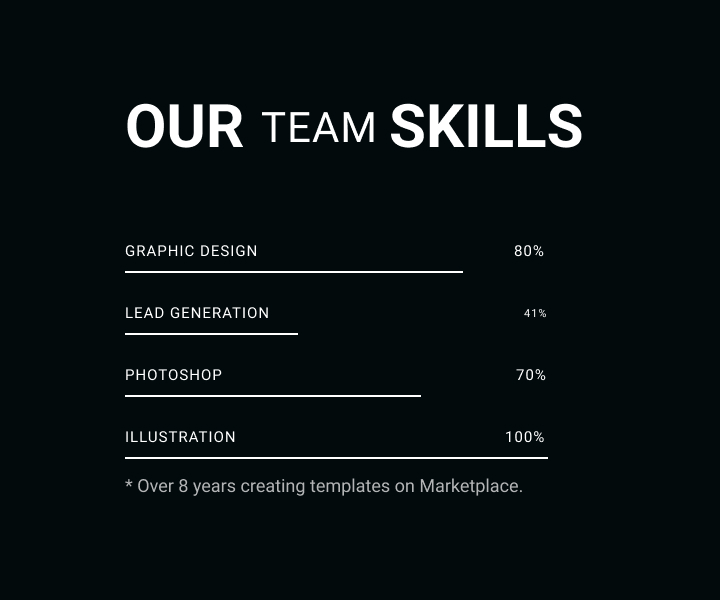 OUR TEAM SKILLS
GRAPHIC DESIGN 80%
LEAD GENERATION 41%
PHOTOSHOP 70%
ILLUSTRATION 100%
* Over 8 years creating templates on Marketplace.